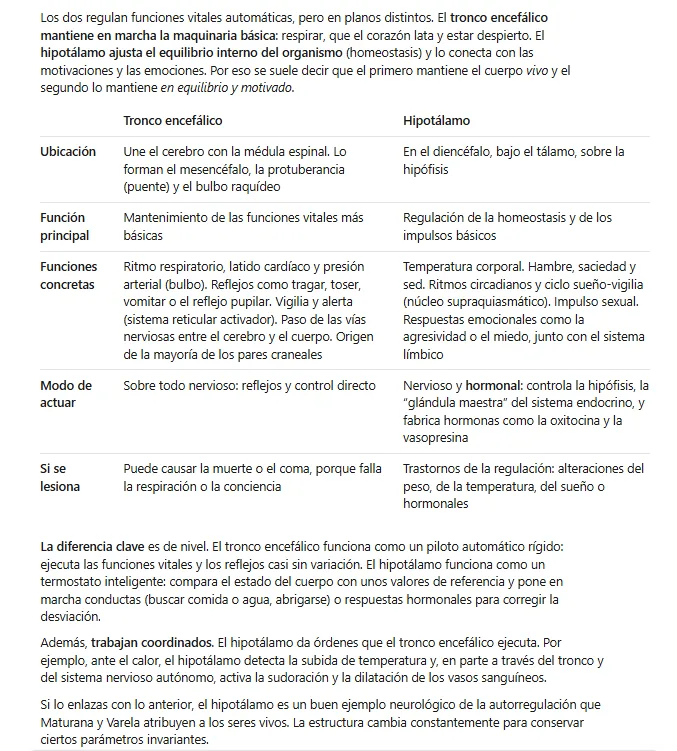 Los dos regulan funciones vitales automáticas, pero en planos distintos. El tronco encefálico
mantiene en marcha la maquinaria básica: respirar, que el corazón lata y estar despierto. El
hipotálamo ajusta el equilibrio interno del organismo (homeostasis) y lo conecta con las
motivaciones y las emociones. Por eso se suele decir que el primero mantiene el cuerpo vivo y el
segundo lo mantiene en equilibrio y motivado.
Tronco encefálico
Hipotálamo
Ubicación
Une el cerebro con la médula espinal. Lo
forman el mesencéfalo, la protuberancia
(puente) y el bulbo raquídeo
En el diencéfalo, bajo el tálamo, sobre la
hipófisis
Función
principal
Mantenimiento de las funciones vitales más
básicas
Regulación de la homeostasis y de los
impulsos básicos
Funciones
concretas
Ritmo respiratorio, latido cardíaco y presión
arterial (bulbo). Reflejos como tragar, toser,
vomitar o el reflejo pupilar. Vigilia y alerta
(sistema reticular activador). Paso de las vías
nerviosas entre el cerebro y el cuerpo. Origen
de la mayoría de los pares craneales
Temperatura corporal. Hambre, saciedad y
sed. Ritmos circadianos y ciclo sueño-vigilia
(núcleo supraquiasmático). Impulso sexual.
Respuestas emocionales como la
agresividad o el miedo, junto con el sistema
límbico
Modo de
actuar
Sobre todo nervioso: reflejos y control directo
Nervioso y hormonal: controla la hipófisis, la
"glándula maestra" del sistema endocrino, y
fabrica hormonas como la oxitocina y la
vasopresina
Si se
lesiona
Puede causar la muerte o el coma, porque falla
la respiración o la conciencia
Trastornos de la regulación: alteraciones del
peso, de la temperatura, del sueño o
hormonales
La diferencia clave es de nivel. El tronco encefálico funciona como un piloto automático rígido:
ejecuta las funciones vitales y los reflejos casi sin variación. El hipotálamo funciona como un
termostato inteligente: compara el estado del cuerpo con unos valores de referencia y pone en
marcha conductas (buscar comida o agua, abrigarse) o respuestas hormonales para corregir la
desviación.
Además, trabajan coordinados. El hipotálamo da órdenes que el tronco encefálico ejecuta. Por
ejemplo, ante el calor, el hipotálamo detecta la subida de temperatura y, en parte a través del tronco y
del sistema nervioso autónomo, activa la sudoración y la dilatación de los vasos sanguíneos.
Si lo enlazas con lo anterior, el hipotálamo es un buen ejemplo neurológico de la autorregulación que
Maturana y Varela atribuyen a los seres vivos. La estructura cambia constantemente para conservar
ciertos parámetros invariantes.